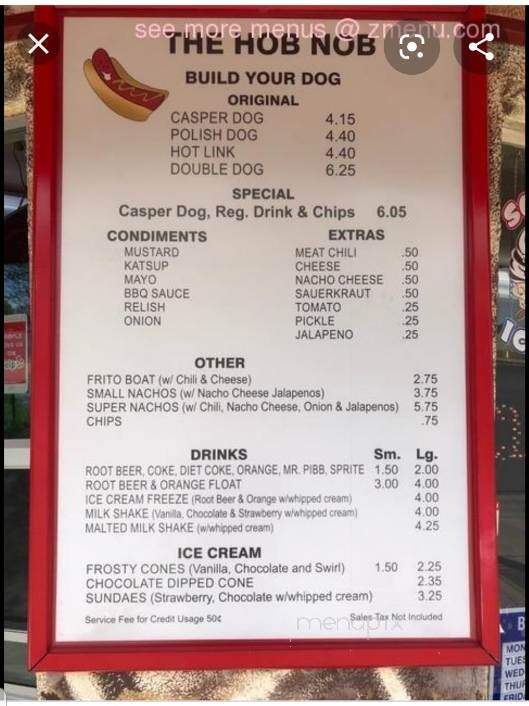 see more menus @ zmenu.com
THE HOB NOB
BUILD YOUR DOG
ORIGINAL
CASPER DOG 4.15
POLISH DOG 4.40
HOT LINK 4.40
DOUBLE DOG 6.25
SPECIAL
Casper Dog, Reg. Drink & Chips 6.05
CONDIMENTS
MUSTARD
KATSUP
MAYO
BBQ SAUCE
RELISH
ONION
EXTRAS
MEAT CHILI .50
CHEESE .50
NACHO CHEESE .50
SAUERKRAUT .50
TOMATO .25
PICKLE .25
JALAPENO .25
OTHER
FRITO BOAT (w/ Chili & Cheese) 2.75
SMALL NACHOS (w/ Nacho Cheese Jalapenos) 3.75
SUPER NACHOS (w/ Chili, Nacho Cheese, Onion & Jalapenos) 5.75
CHIPS .75
DRINKS Sm. Lg.
ROOT BEER, COKE, DIET COKE, ORANGE, MR. PIBB, SPRITE 1.50 2.00
ROOT BEER & ORANGE FLOAT 3.00 4.00
ICE CREAM FREEZE (Root Beer & Orange w/whipped cream) 4.00
MILK SHAKE (Vanilla, Chocolate & Strawberry w/whipped cream) 4.00
MALTED MILK SHAKE (w/whipped cream) 4.25
ICE CREAM
FROSTY CONES (Vanilla, Chocolate and Swirl) 1.50 2.25
CHOCOLATE DIPPED CONE 2.35
SUNDAES (Strawberry, Chocolate w/whipped cream) 3.25
Service Fee for Credit Usage 50¢ Sales Tax Not Included
menupix
MON
TUES
WED
THUR
FRID